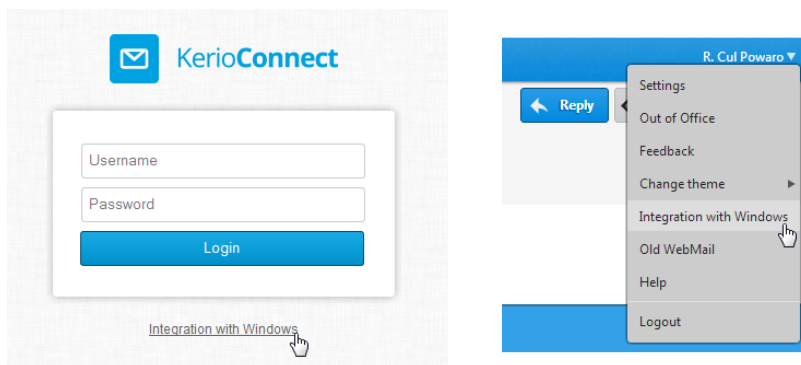 KerioConnect
Username
Password
Login
Integration with Windows
R. Cul Powaro
Reply
Settings
Out of Office
Feedback
Change theme
Integration with Windows
Old WebMail
Help
Logout